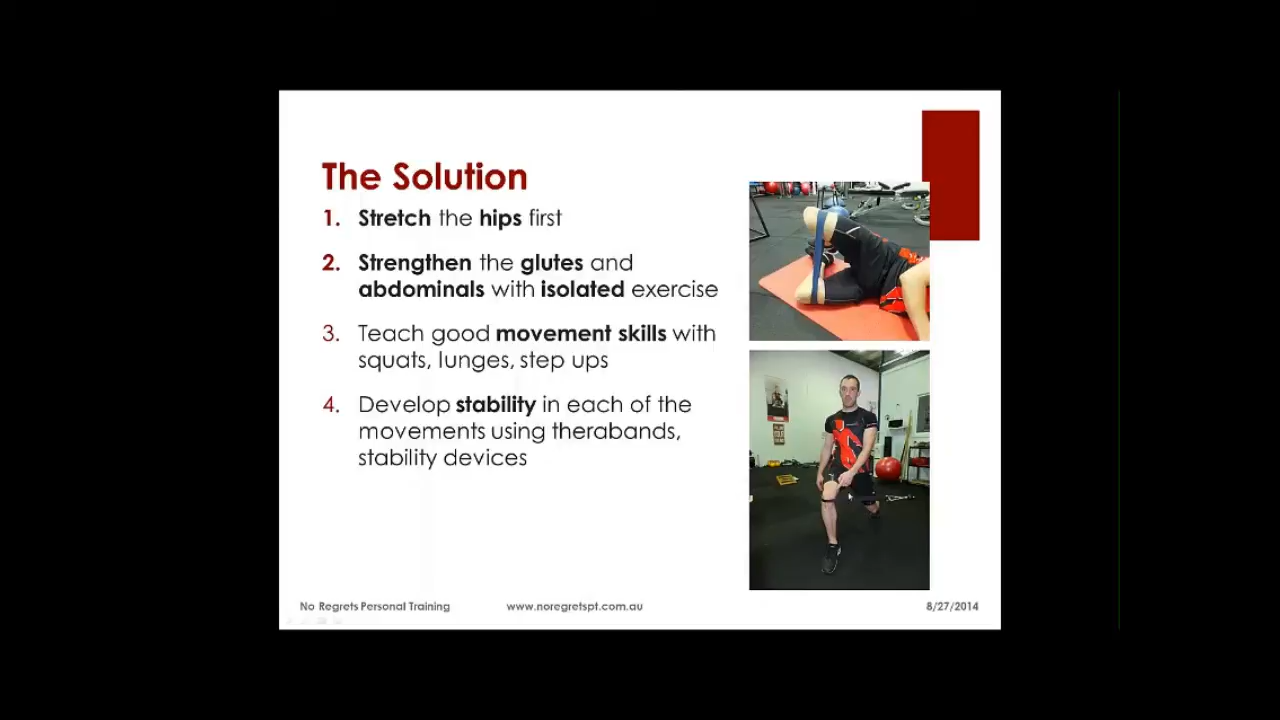 The Solution
1. Stretch the hips first
2. Strengthen the glutes and
abdominals with isolated exercise
3. Teach good movement skills with
squats, lunges, step ups
4. Develop stability in each of the
movements using therabands,
stability devices
No Regrets Personal Training
www.noregretspt.com.au
8/27/2014